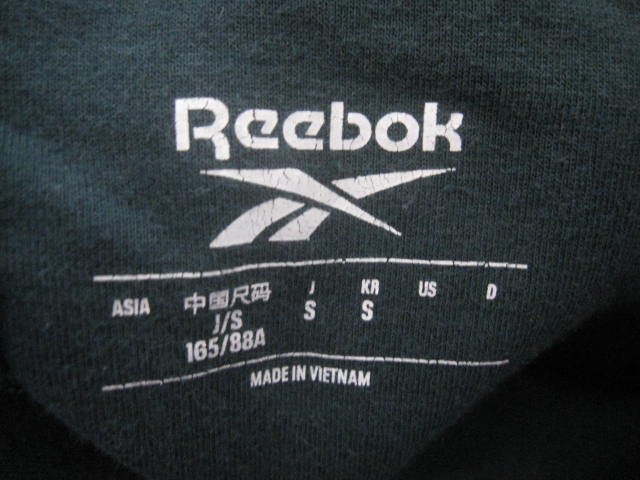 Reebok
ASIA 中国尺码 J KR US D
J/S S S
165/88A
MADE IN VIETNAM